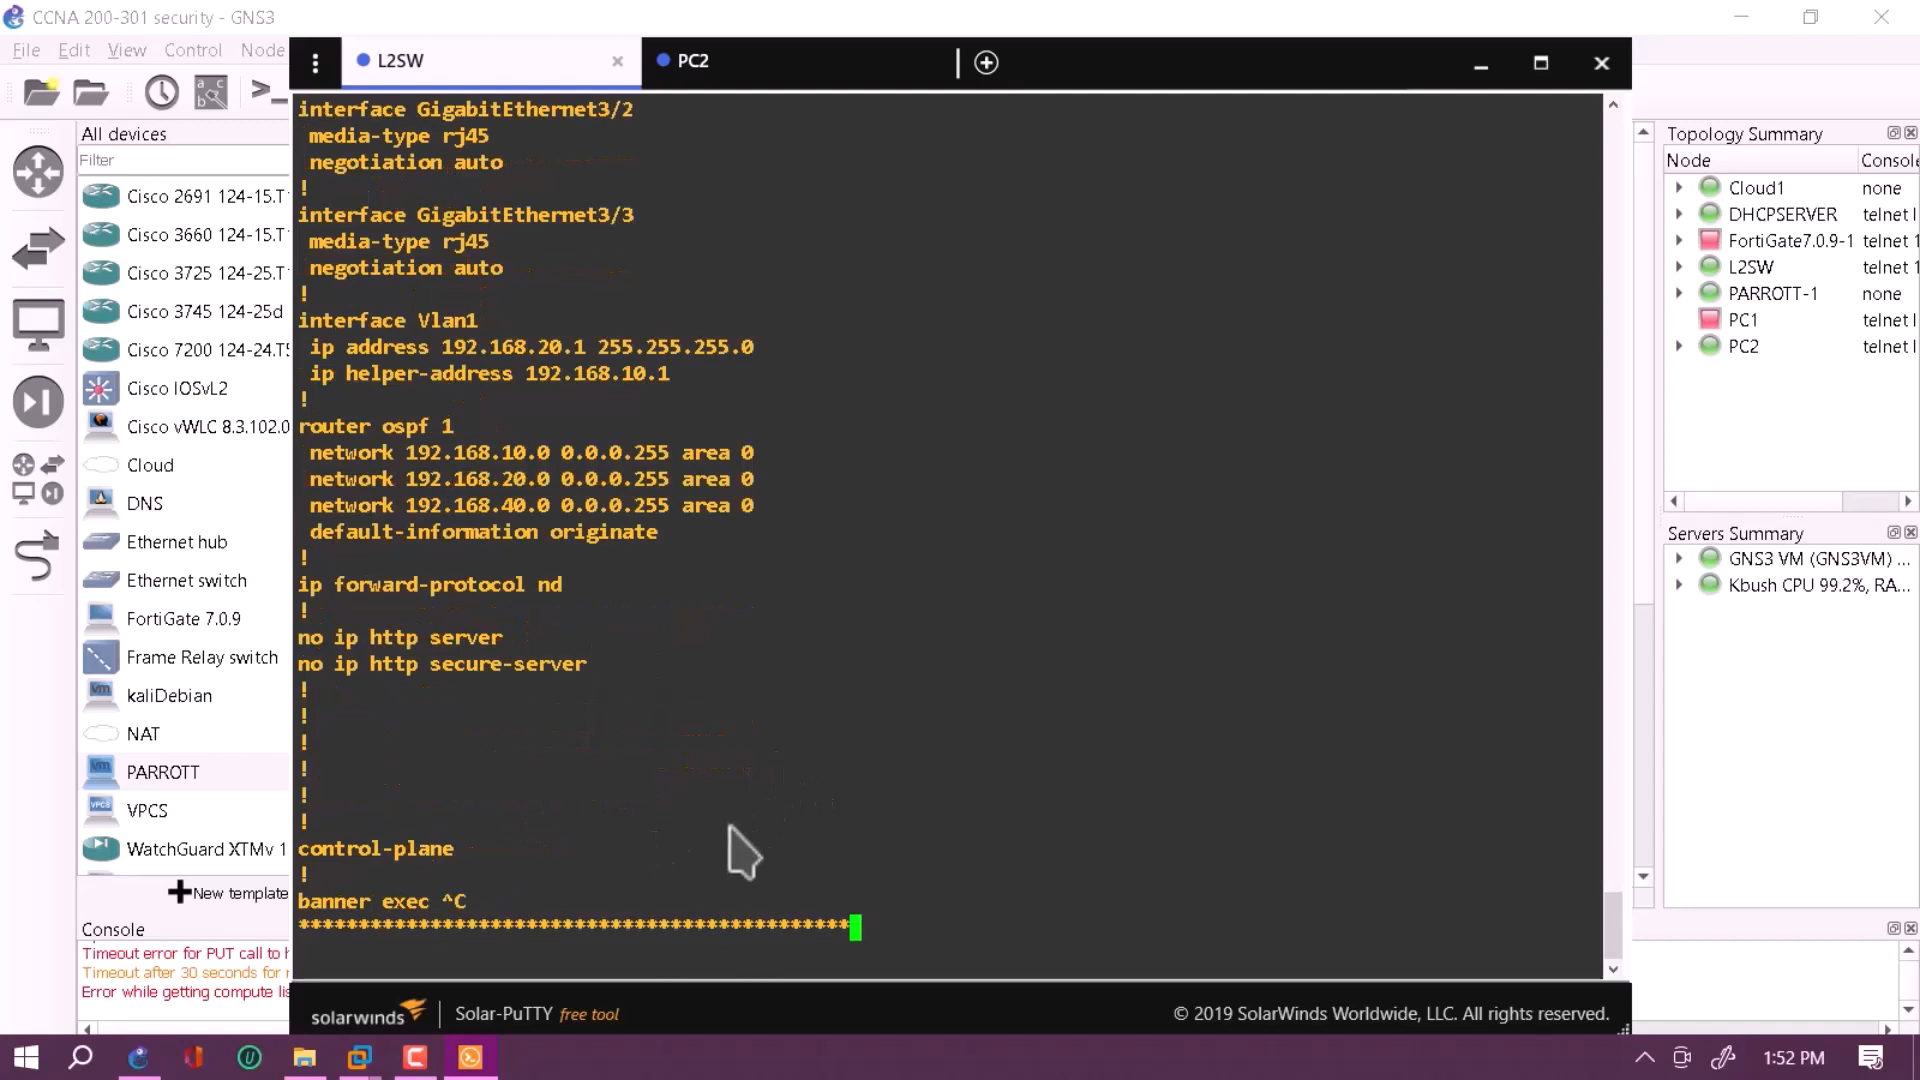 CCNA 200-301 security - GNS3
File Edit View Control Node
L2SW
PC2
All devices
Filter
Cisco 2691 124-15.T
Cisco 3660 124-15.T
Cisco 3725 124-25.T
Cisco 3745 124-25d
Cisco 7200 124-24.T
Cisco IOSvL2
Cisco vWLC 8.3.102.0
Cloud
DNS
Ethernet hub
Ethernet switch
FortiGate 7.0.9
Frame Relay switch
kaliDebian
NAT
PARROTT
VPCS
WatchGuard XTMv 1
New template
Console
Timeout error for PUT call to
Timeout after 30 seconds for
Error while getting compute
interface GigabitEthernet3/2
media-type rj45
negotiation auto
!
interface GigabitEthernet3/3
media-type rj45
negotiation auto
!
interface Vlan1
ip address 192.168.20.1 255.255.255.0
ip helper-address 192.168.10.1
!
router ospf 1
network 192.168.10.0 0.0.0.255 area 0
network 192.168.20.0 0.0.0.255 area 0
network 192.168.40.0 0.0.0.255 area 0
default-information originate
!
ip forward-protocol nd
!
no ip http server
no ip http secure-server
!
!
!
!
!
!
control-plane
!
banner exec ^C
**********************************************
solarwinds
Solar-PuTTY free tool
© 2019 SolarWinds Worldwide, LLC. All rights reserved.
Topology Summary
Node Console
Cloud1 none
DHCPSERVER telnet l
FortiGate7.0.9-1 telnet 1
L2SW telnet 1
PARROTT-1 none
PC1 telnet l
PC2 telnet l
Servers Summary
GNS3 VM (GNS3VM) ...
Kbush CPU 99.2%, RA...
1:52 PM